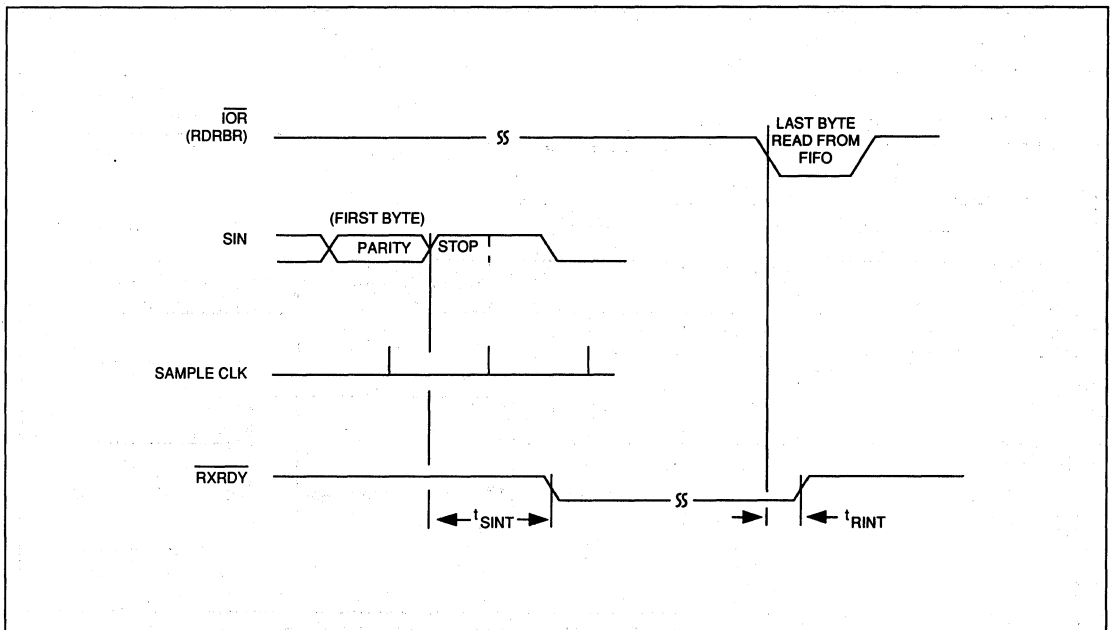 IOR
(RDRBR)
LAST BYTE
READ FROM
FIFO
(FIRST BYTE)
SIN
PARITY
STOP
SAMPLE CLK
RXRDY
tSINT
tRINT